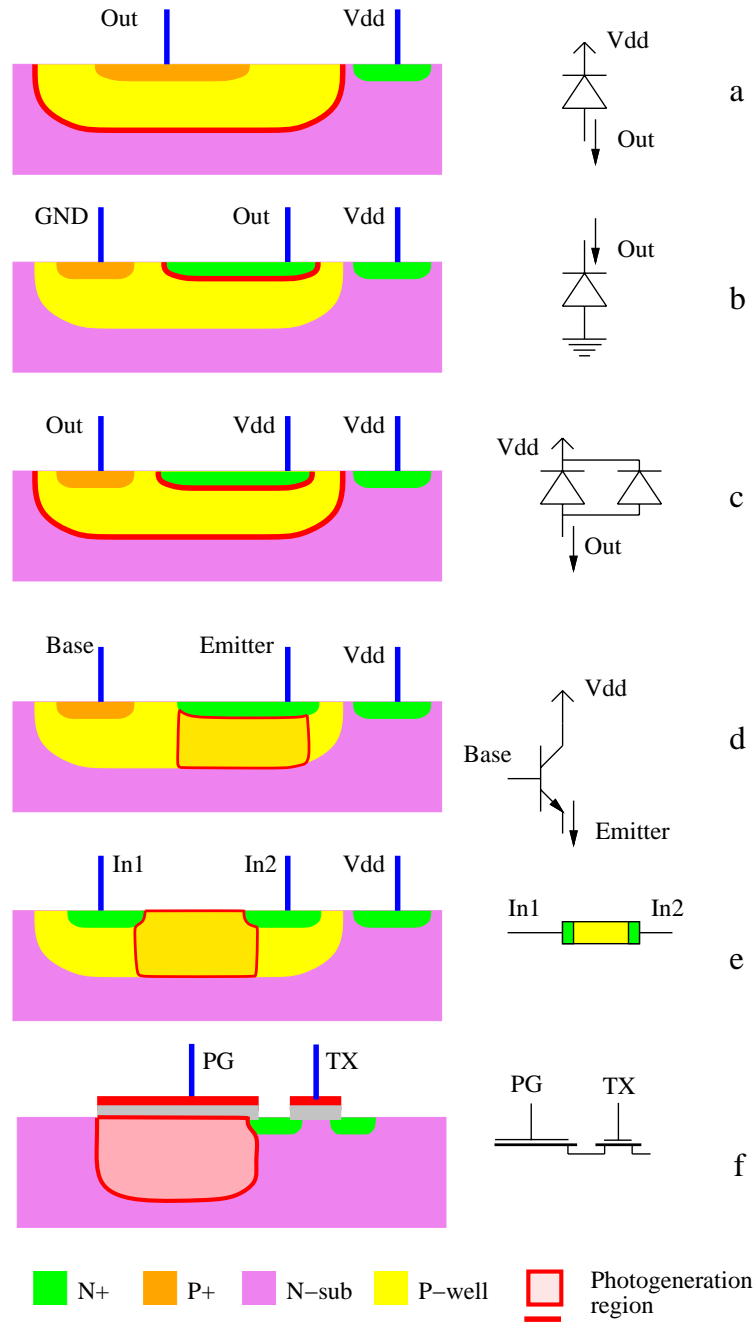 Out Vdd
Vdd
Out
a
GND Out Vdd
Out
b
Out Vdd Vdd
Vdd
Out
c
Base Emitter Vdd
Vdd
Base
Emitter
d
In1 In2 Vdd
In1 In2
e
PG TX
PG TX
f
N+ P+ N−sub P−well Photogeneration
region